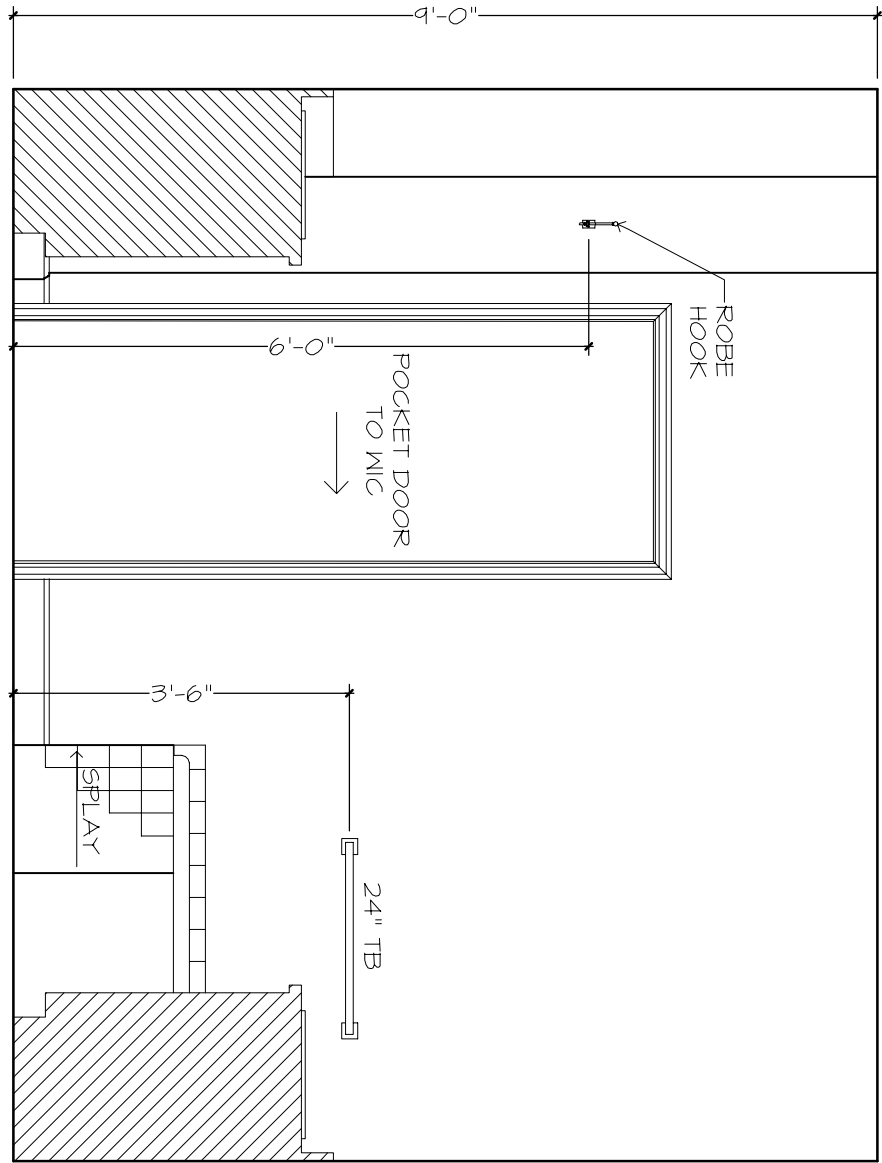 9'-0"
ROBE
HOOK
6'-0"
POCKET DOOR
TO WIC
3'-6"
SPLAY
24" TB